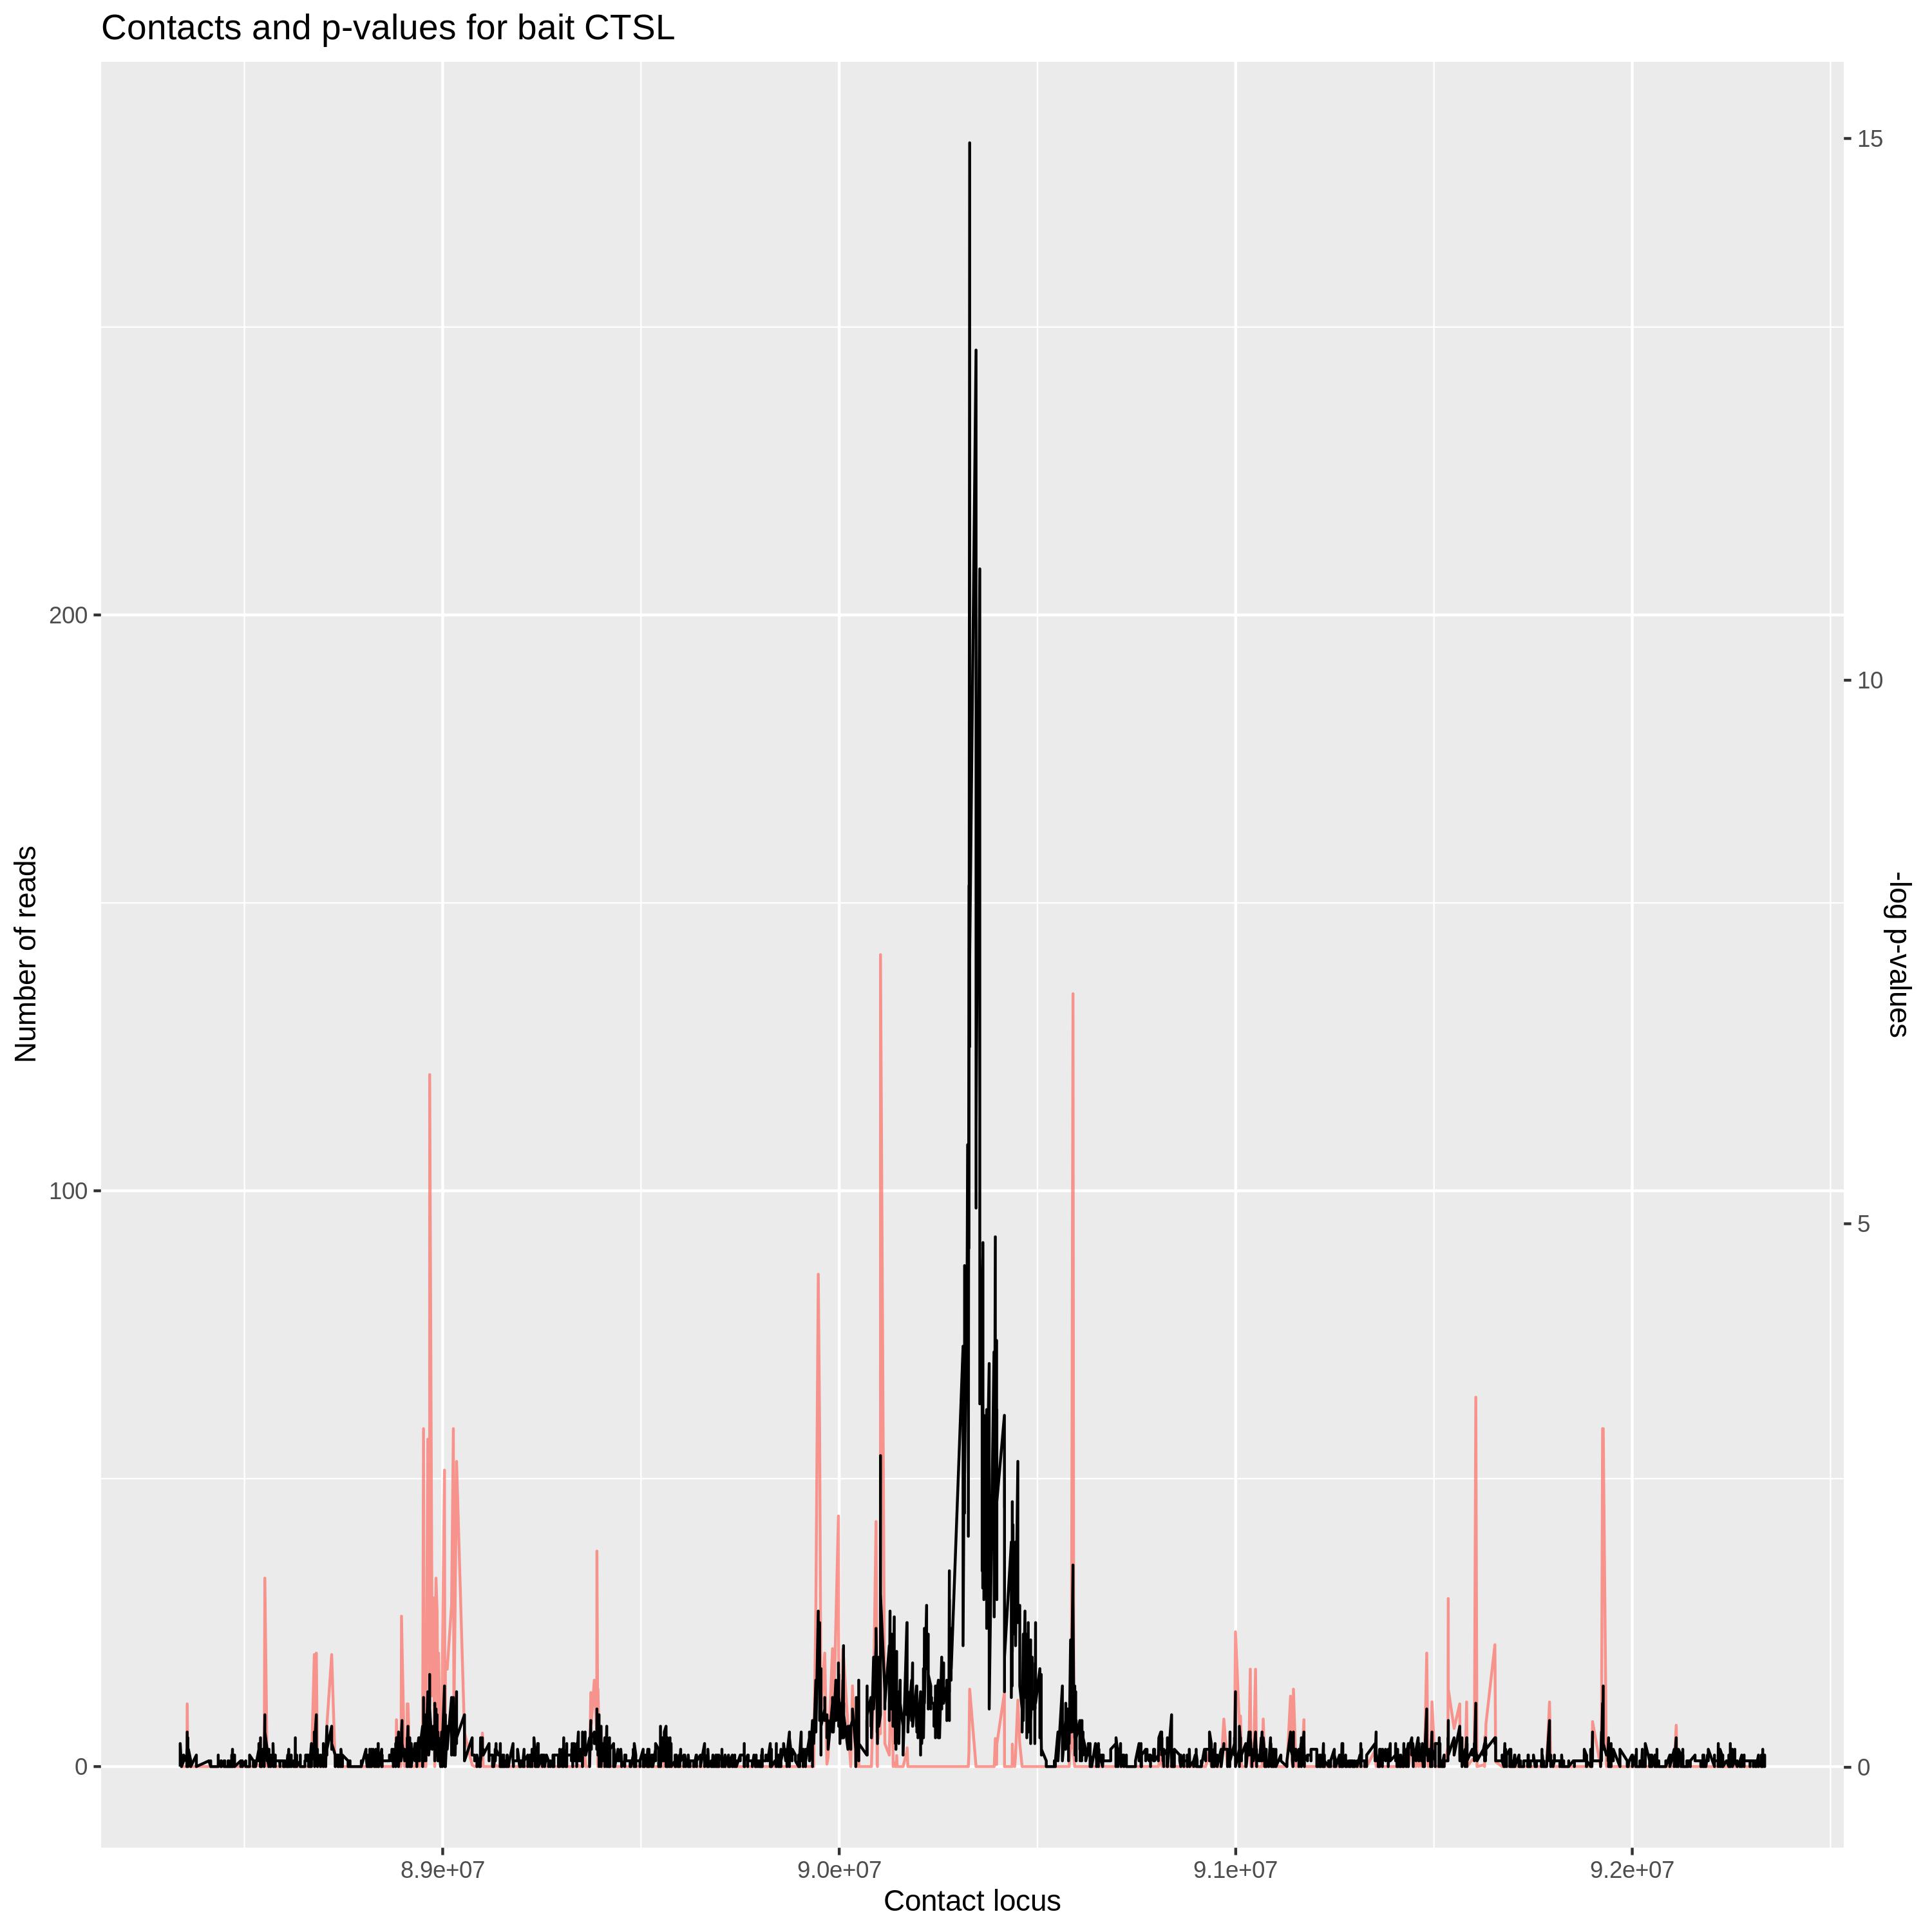 Contacts and p-values for bait CTSL
15
200
10
Number of reads
-log p-values
100
5
0
0
8.9e+07
9.0e+07
9.1e+07
9.2e+07
Contact locus